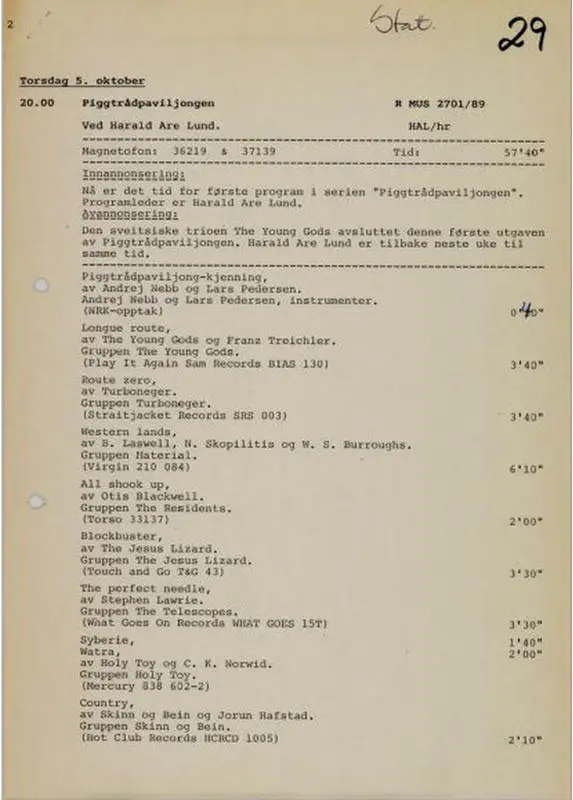 2
Stat.
29
Torsdag 5. oktober
20.00 Piggtrådpaviljongen R MUS 2701/89
Ved Harald Are Lund. HAL/hr
Magnetofon: 36219 & 37139 Tid: 57'40"
Innannonsering:
Nå er det tid for første program i serien "Piggtrådpaviljongen".
Programleder er Harald Are Lund.
Avannonsering:
Den sveitsiske trioen The Young Gods avsluttet denne første utgaven
av Piggtrådpaviljongen. Harald Are Lund er tilbake neste uke til
samme tid.
Piggtrådpaviljong-kjenning,
av Andrej Nebb og Lars Pedersen.
Andrej Nebb og Lars Pedersen, instrumenter.
(NRK-opptak) 0'40"
Longue route,
av The Young Gods og Franz Treichler.
Gruppen The Young Gods.
(Play It Again Sam Records BIAS 130) 3'40"
Route zero,
av Turboneger.
Gruppen Turboneger.
(Straitjacket Records SRS 003) 3'40"
Western lands,
av B. Laswell, N. Skopilitis og W. S. Burroughs.
Gruppen Material.
(Virgin 210 084) 6'10"
All shook up,
av Otis Blackwell.
Gruppen The Residents.
(Torso 33137) 2'00"
Blockbuster,
av The Jesus Lizard.
Gruppen The Jesus Lizard.
(Touch and Go T&G 43) 3'30"
The perfect needle,
av Stephen Lawrie.
Gruppen The Telescopes.
(What Goes On Records WHAT GOES 15T) 3'30"
Syberie, 1'40"
Watra, 2'00"
av Holy Toy og C. K. Norwid.
Gruppen Holy Toy.
(Mercury 838 602-2)
Country,
av Skinn og Bein og Jorun Hafstad.
Gruppen Skinn og Bein.
(Hot Club Records HCRCD 1005) 2'10"